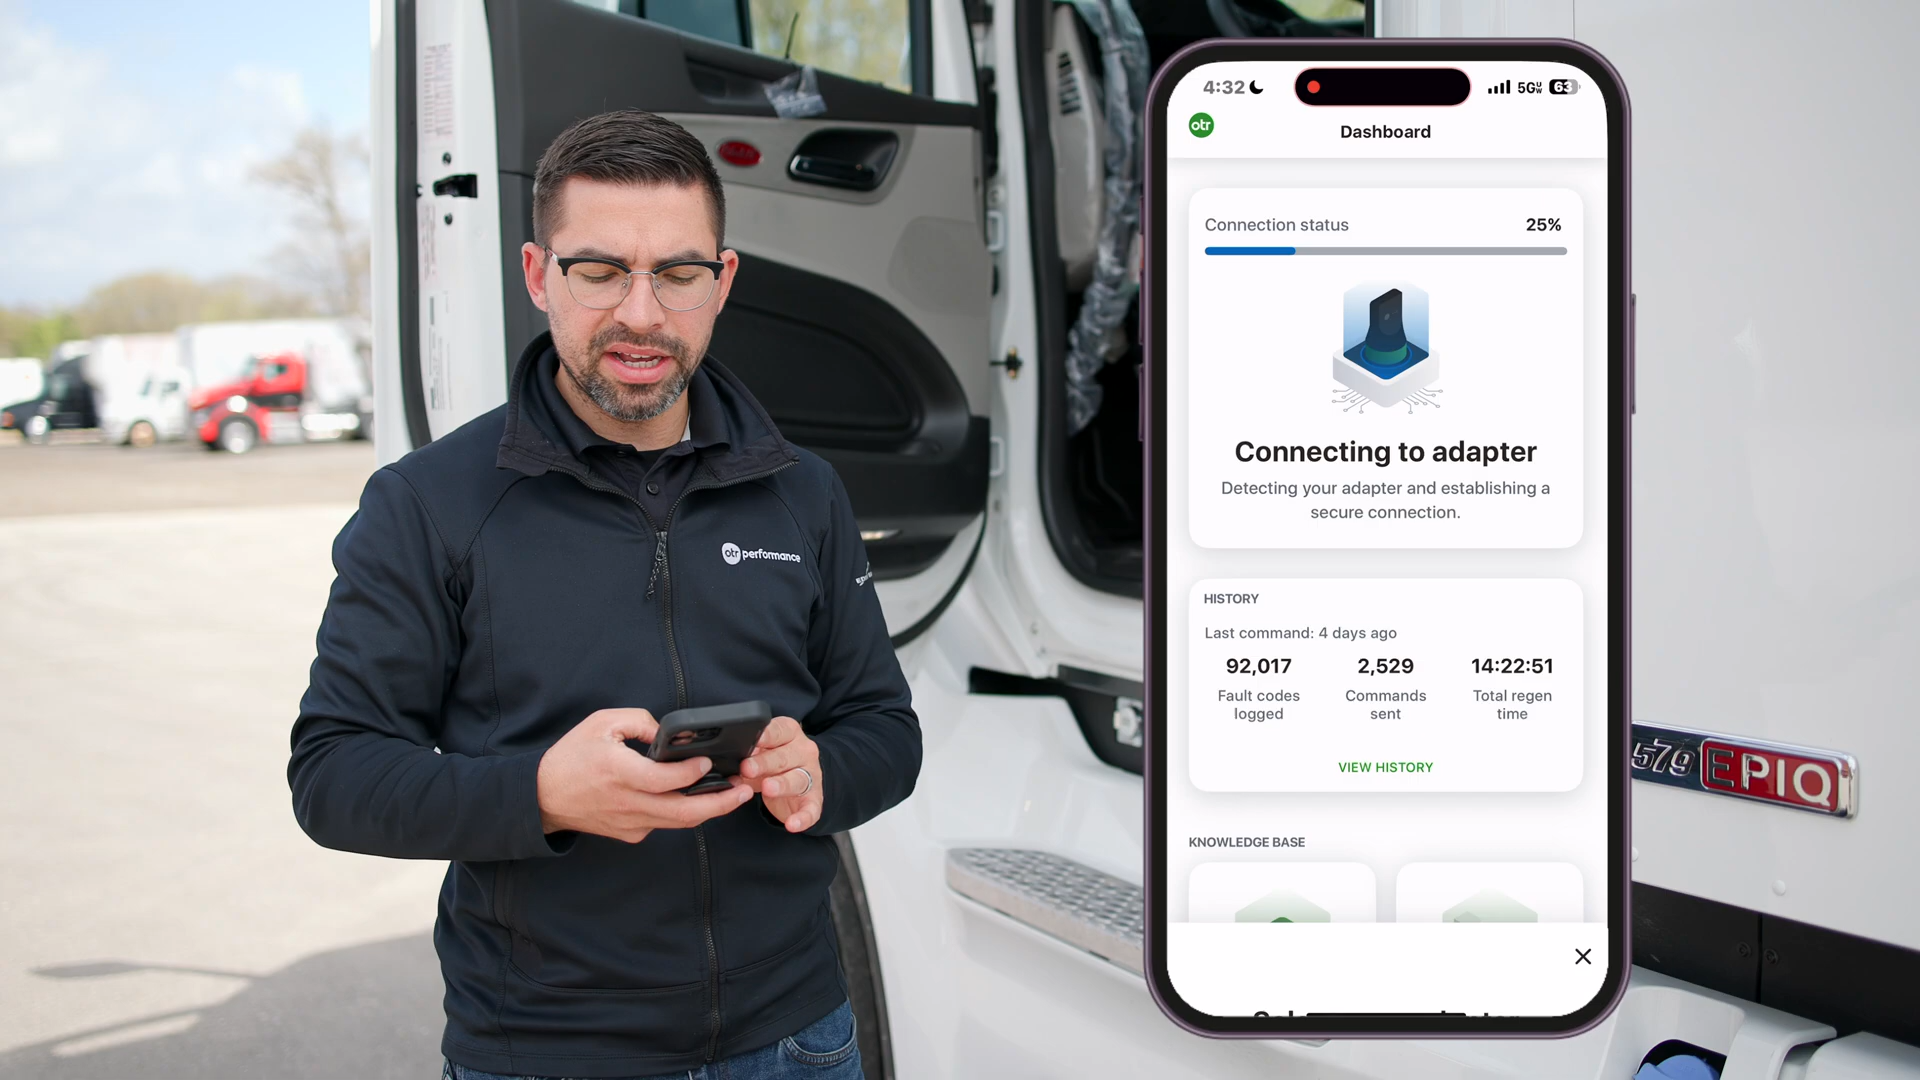 otr performance
4:32
5G
63
otr
Dashboard
Connection status
25%
Connecting to adapter
Detecting your adapter and establishing a
secure connection.
HISTORY
Last command: 4 days ago
92,017
2,529
14:22:51
Fault codes
logged
Commands
sent
Total regen
time
VIEW HISTORY
KNOWLEDGE BASE
579 EPIQ